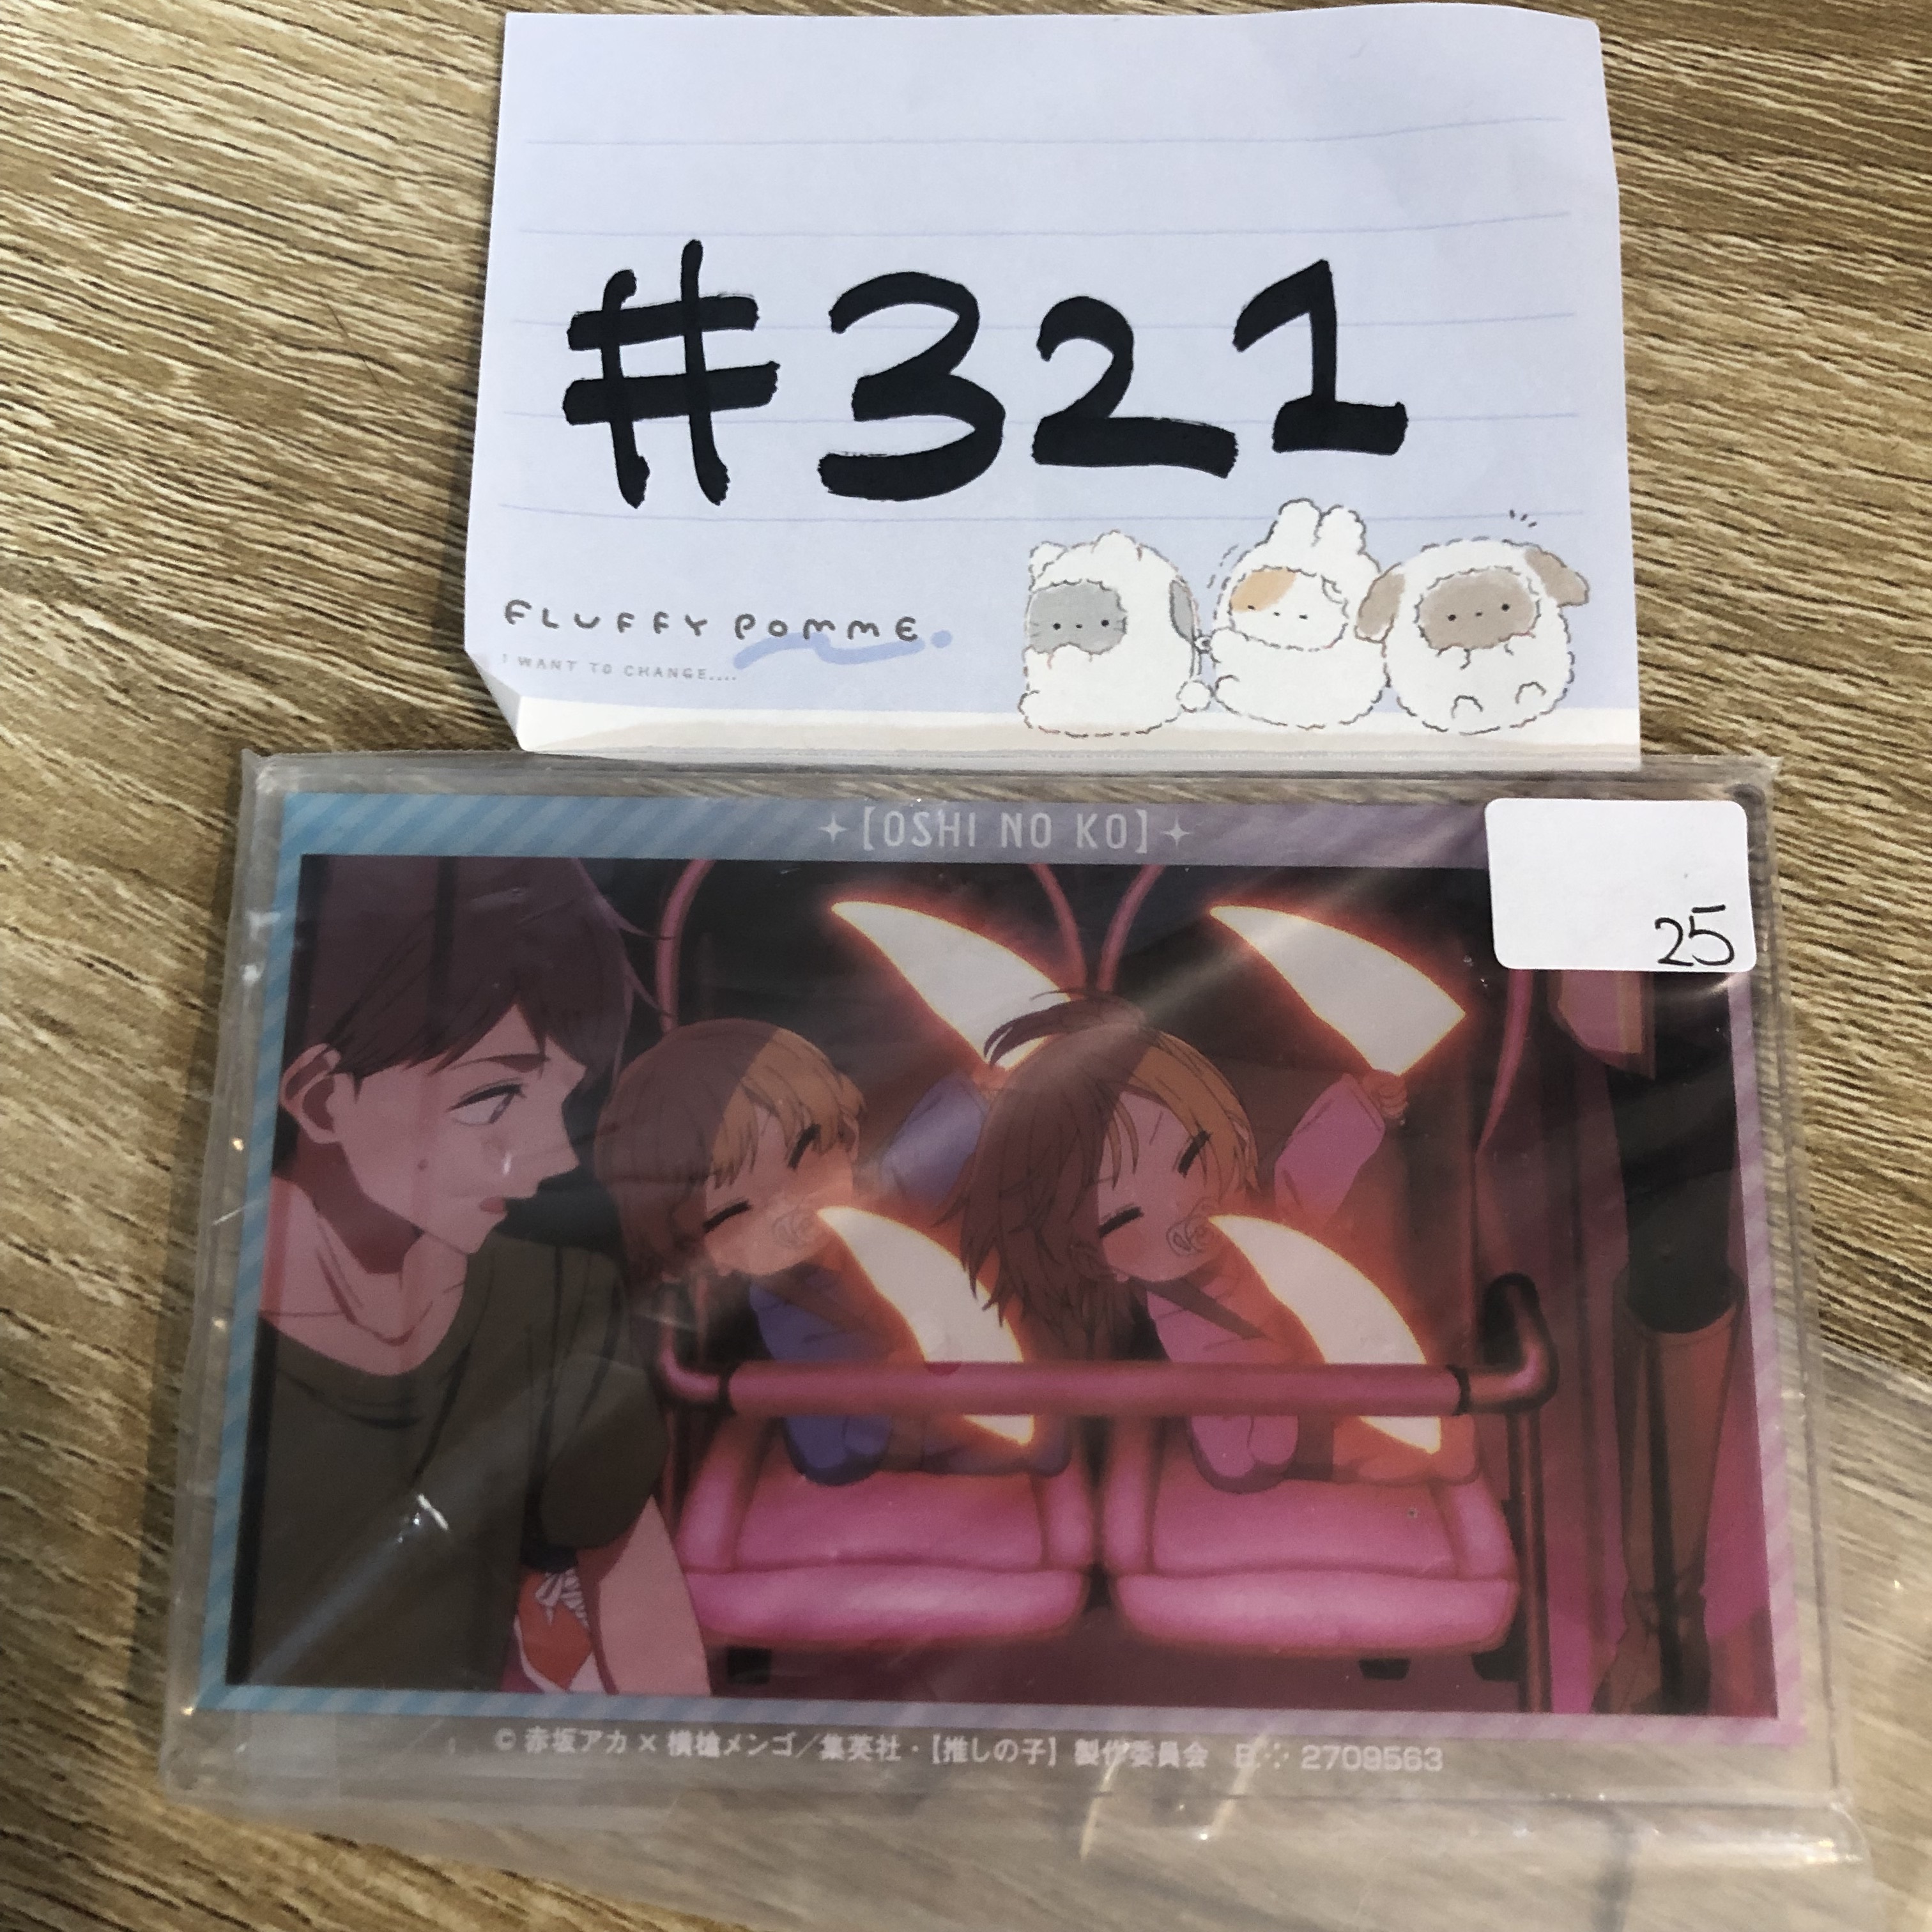 #321
FLUFFY POMME.
I WANT TO CHANGE....
[OSHI NO KO]
25
© 赤坂アカ×横槍メンゴ／集英社・【推しの子】製作委員会 2709563